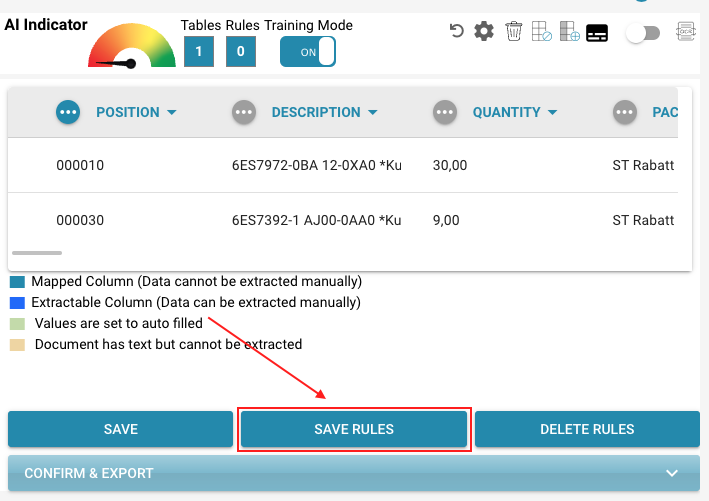 AI Indicator
Tables Rules Training Mode
1 0 ON
POSITION DESCRIPTION QUANTITY PAC
000010 6ES7972-0BA 12-0XA0 *Ku 30,00 ST Rabatt
000030 6ES7392-1 AJ00-0AA0 *Ku 9,00 ST Rabatt
Mapped Column (Data cannot be extracted manually)
Extractable Column (Data can be extracted manually)
Values are set to auto filled
Document has text but cannot be extracted
SAVE SAVE RULES DELETE RULES
CONFIRM & EXPORT